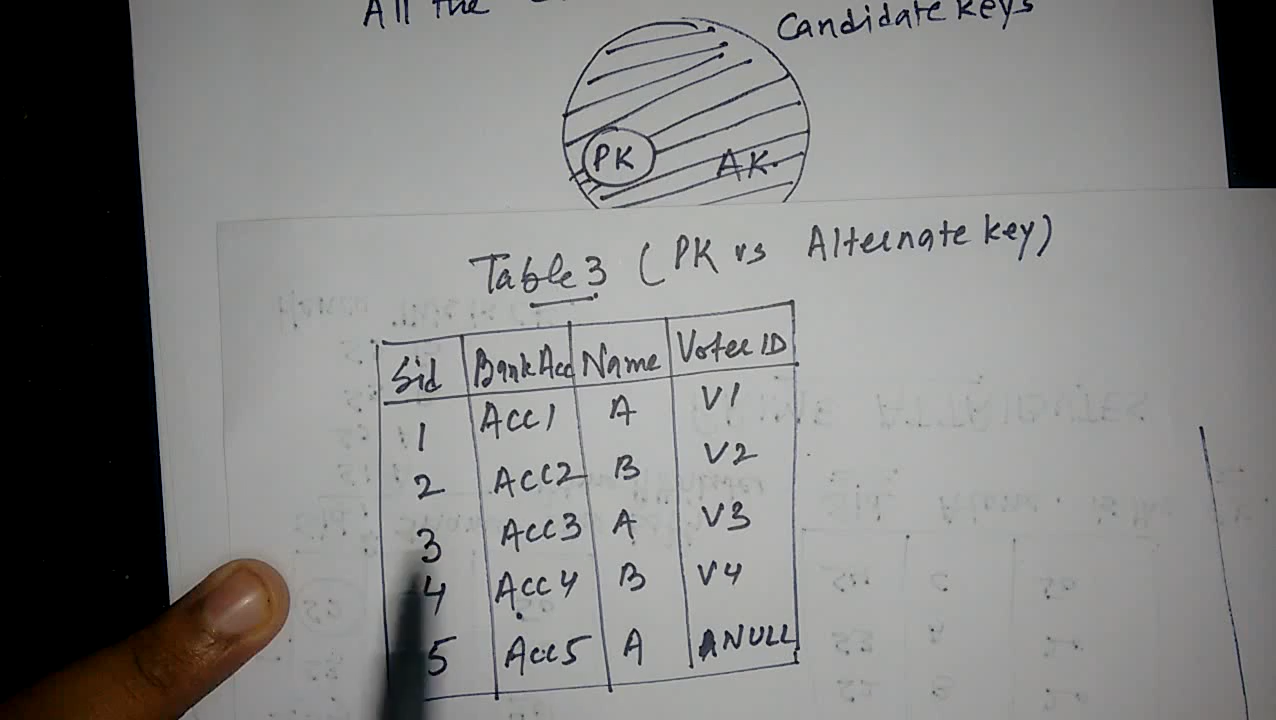 All the
Candidate keys
PK
AK.
Table 3 (PK vs Alternate key)
Sid BankAcc Name Voter ID
1 Acc1 A V1
2 Acc2 B V2
3 Acc3 A V3
4 Acc4 B V4
5 Acc5 A NULL